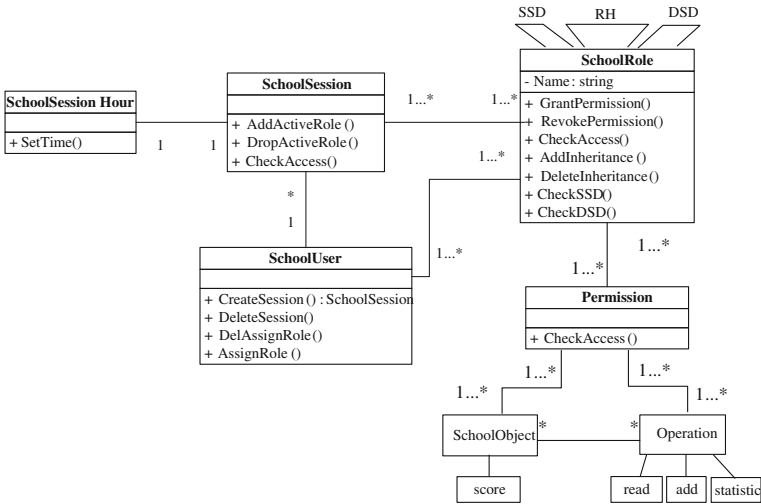 SSD
RH
DSD
SchoolRole
- Name: string
+ GrantPermission()
+ RevokePermission()
+ CheckAccess()
+ AddInheritance()
+ DeleteInheritance()
+ CheckSSD()
+ CheckDSD()
SchoolSession
+ AddActiveRole()
+ DropActiveRole()
+ CheckAccess()
SchoolSession Hour
+ SetTime()
1
1
1...*
1...*
1...*
*
1
SchoolUser
+ CreateSession() : SchoolSession
+ DeleteSession()
+ DelAssignRole()
+ AssignRole()
1...*
1...*
1...*
Permission
+ CheckAccess()
1...*
1...*
1...*
1...*
SchoolObject
*
*
Operation
score
read
add
statistic